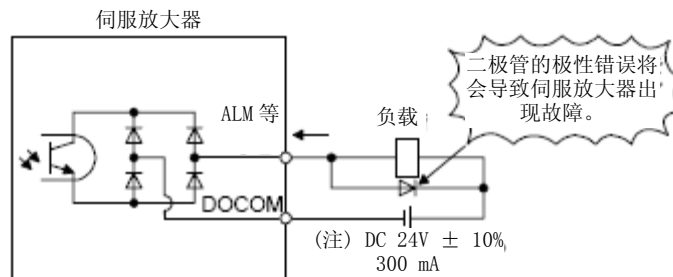 伺服放大器
二极管的极性错误将
会导致伺服放大器出
现故障。
ALM 等
负载
DOCOM
(注) DC 24V ± 10%
300 mA